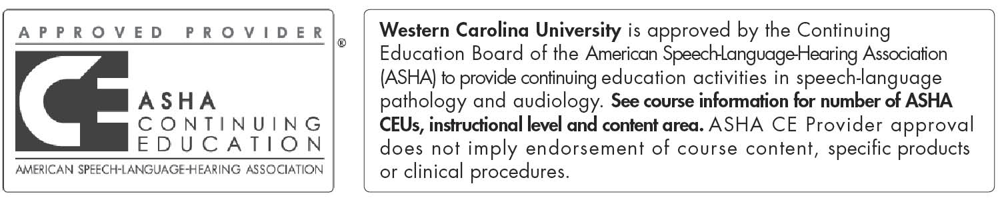 APPROVED PROVIDER
®
CE
ASHA
CONTINUING
EDUCATION
AMERICAN SPEECH-LANGUAGE-HEARING ASSOCIATION
Western Carolina University is approved by the Continuing
Education Board of the American Speech-Language-Hearing Association
(ASHA) to provide continuing education activities in speech-language
pathology and audiology. See course information for number of ASHA
CEUs, instructional level and content area. ASHA CE Provider approval
does not imply endorsement of course content, specific products
or clinical procedures.